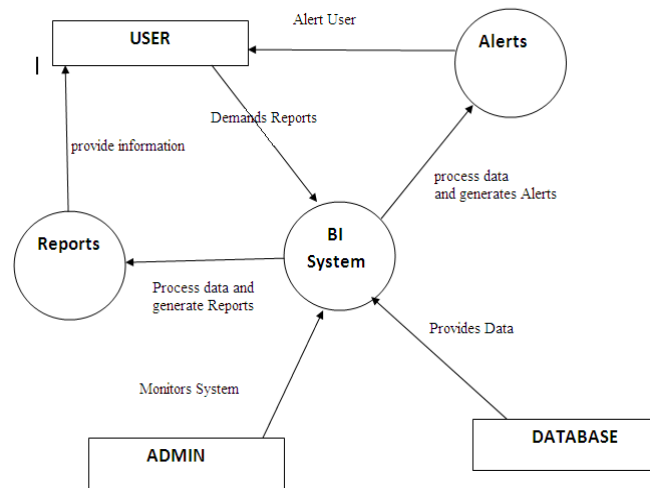 Alert User
USER
Alerts
Demands Reports
provide information
process data
and generates Alerts
Reports
BI
System
Process data and
generate Reports
Provides Data
Monitors System
ADMIN
DATABASE